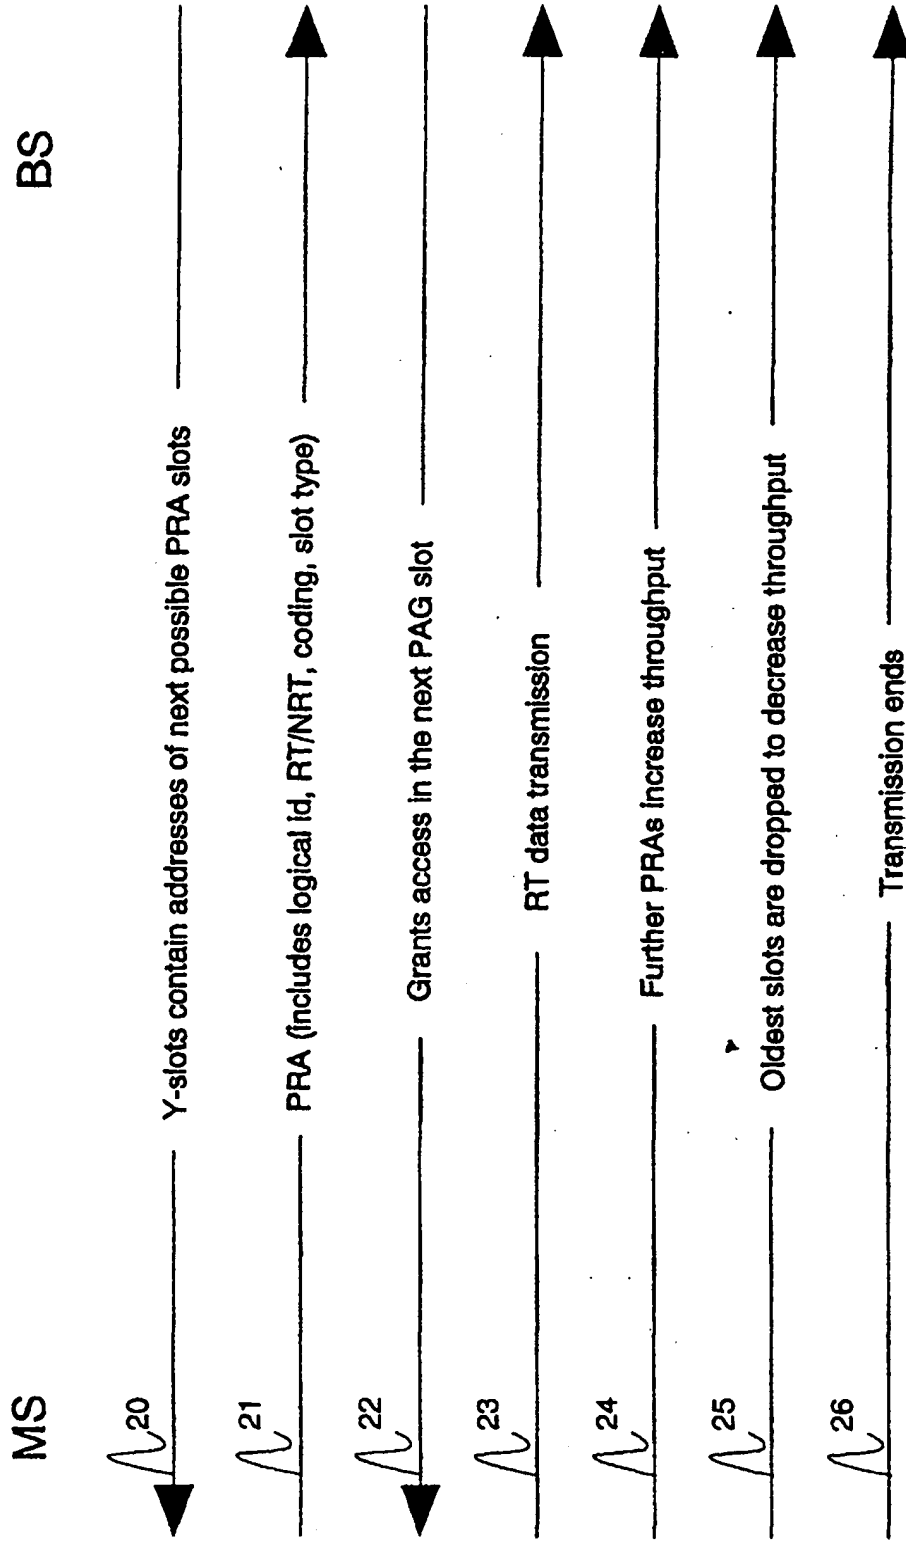 MS
BS
20
Y-slots contain addresses of next possible PRA slots
21
PRA (includes logical id, RT/NRT, coding, slot type)
22
Grants access in the next PAG slot
23
RT data transmission
24
Further PRAs increase throughput
25
Oldest slots are dropped to decrease throughput
26
Transmission ends